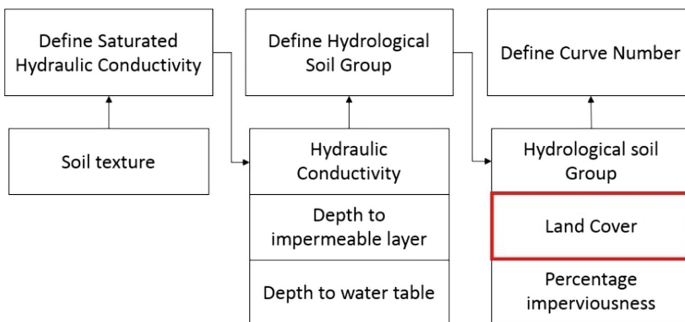 Define Saturated
Hydraulic Conductivity
Define Hydrological
Soil Group
Define Curve Number
Soil texture
Hydraulic
Conductivity
Depth to
impermeable layer
Depth to water table
Hydrological soil
Group
Land Cover
Percentage
imperviousness